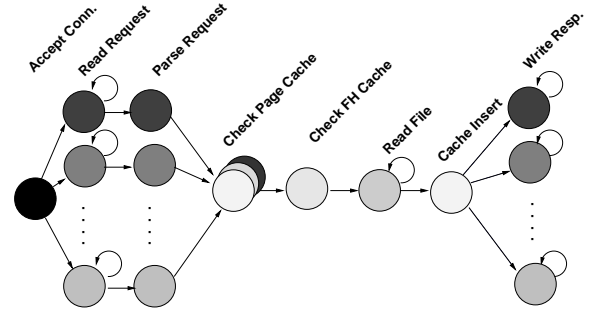 Accept Conn.
Read Request
Parse Request
Check Page Cache
Check FH Cache
Read File
Cache Insert
Write Resp.